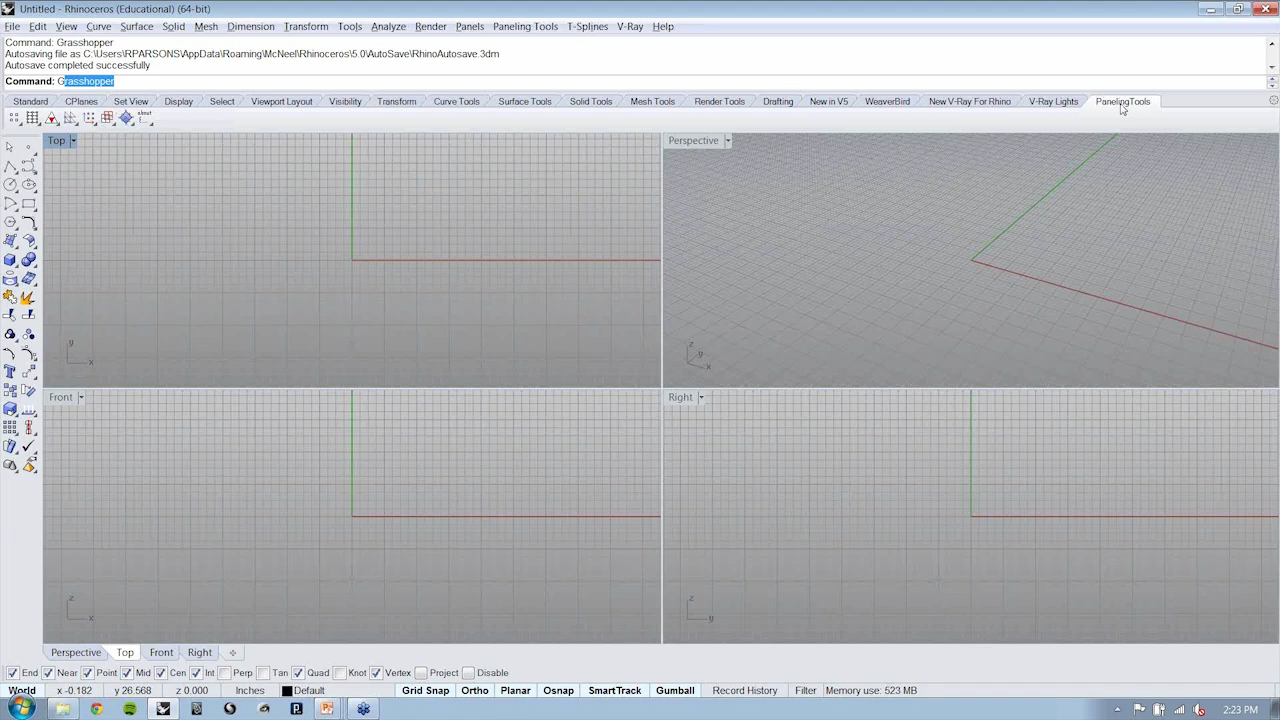 Untitled - Rhinoceros (Educational) (64-bit)
File Edit View Curve Surface Solid Mesh Dimension Transform Tools Analyze Render Panels Paneling Tools T-Splines V-Ray Help
Command: Grasshopper
Autosaving file as C:\Users\RPARSONS\AppData\Roaming\McNeel\Rhinoceros\5.0\AutoSave\RhinoAutosave.3dm
Autosave completed successfully
Command: Grasshopper
Standard CPlanes Set View Display Select Viewport Layout Visibility Transform Curve Tools Surface Tools Solid Tools Mesh Tools Render Tools Drafting New in V5 WeaverBird New V-Ray For Rhino V-Ray Lights PanelingTools
about
Top Perspective
y x
z y x
Front Right
z x
z y
Perspective Top Front Right
End Near Point Mid Cen Int Perp Tan Quad Knot Vertex Project Disable
World x -0.182 y 26.568 z 0.000 Inches Default Grid Snap Ortho Planar Osnap SmartTrack Gumball Record History Filter Memory use: 523 MB
2:23 PM